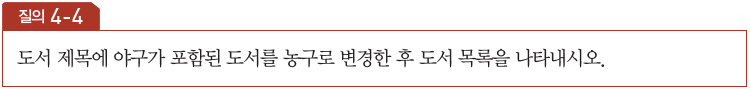 질의 4-4
도서 제목에 야구가 포함된 도서를 농구로 변경한 후 도서 목록을 나타내시오.